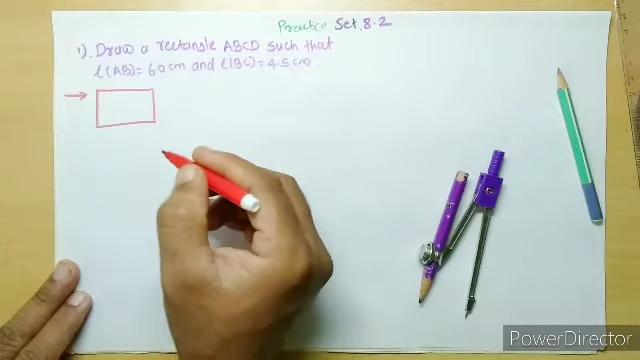 Practice Set 8.2
1). Draw a rectangle ABCD such that
l(AB)= 6.0 cm and l(BC)= 4.5 cm.
PowerDirector